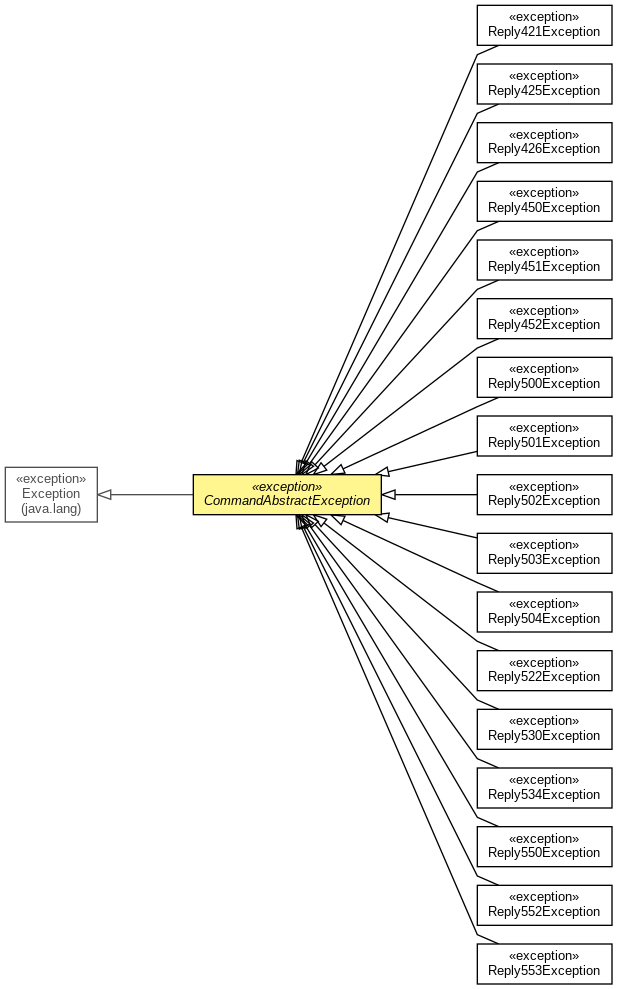 «exception»
Reply421Exception
«exception»
Reply425Exception
«exception»
Reply426Exception
«exception»
Reply450Exception
«exception»
Reply451Exception
«exception»
Reply452Exception
«exception»
Reply500Exception
«exception»
Reply501Exception
«exception»
Exception
(java.lang)
«exception»
CommandAbstractException
«exception»
Reply502Exception
«exception»
Reply503Exception
«exception»
Reply504Exception
«exception»
Reply522Exception
«exception»
Reply530Exception
«exception»
Reply534Exception
«exception»
Reply550Exception
«exception»
Reply552Exception
«exception»
Reply553Exception